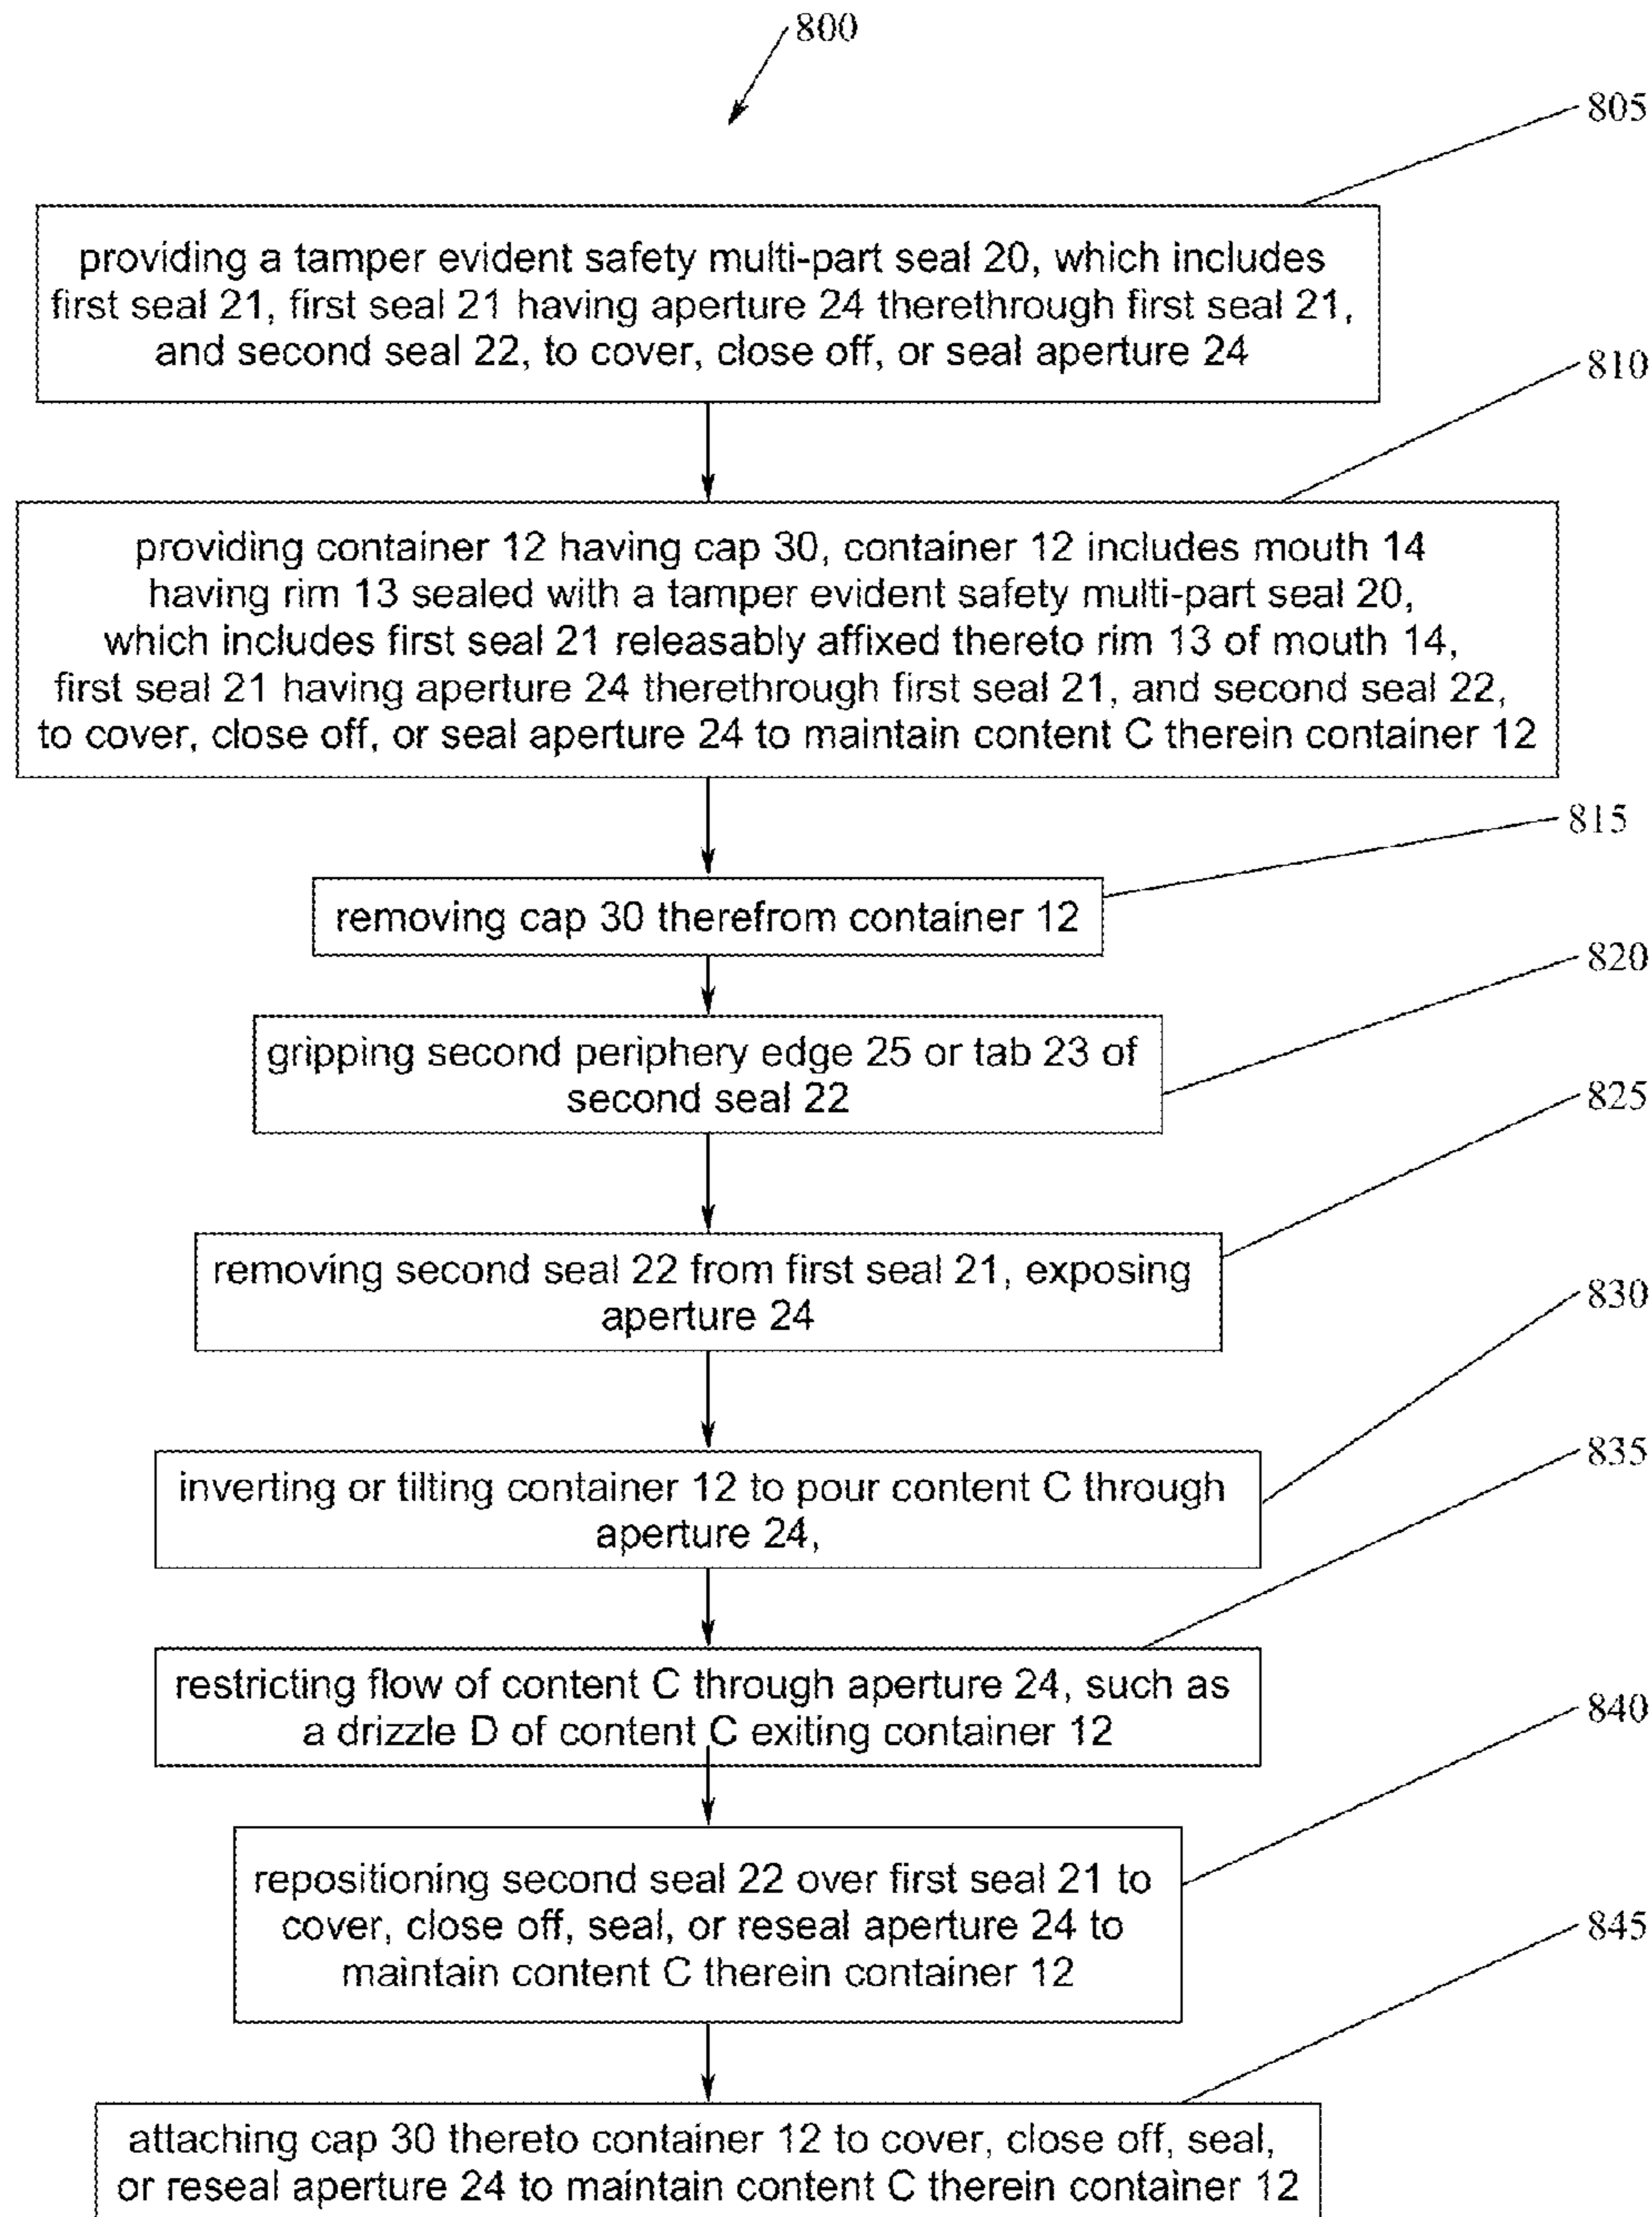 800
805
providing a tamper evident safety multi-part seal 20, which includes
first seal 21, first seal 21 having aperture 24 therethrough first seal 21,
and second seal 22, to cover, close off, or seal aperture 24
810
providing container 12 having cap 30, container 12 includes mouth 14
having rim 13 sealed with a tamper evident safety multi-part seal 20,
which includes first seal 21 releasably affixed thereto rim 13 of mouth 14,
first seal 21 having aperture 24 therethrough first seal 21, and second seal 22,
to cover, close off, or seal aperture 24 to maintain content C therein container 12
815
removing cap 30 therefrom container 12
820
gripping second periphery edge 25 or tab 23 of
second seal 22
825
removing second seal 22 from first seal 21, exposing
aperture 24
830
inverting or tilting container 12 to pour content C through
aperture 24,
835
restricting flow of content C through aperture 24, such as
a drizzle D of content C exiting container 12
840
repositioning second seal 22 over first seal 21 to
cover, close off, seal, or reseal aperture 24 to
maintain content C therein container 12
845
attaching cap 30 thereto container 12 to cover, close off, seal,
or reseal aperture 24 to maintain content C therein container 12